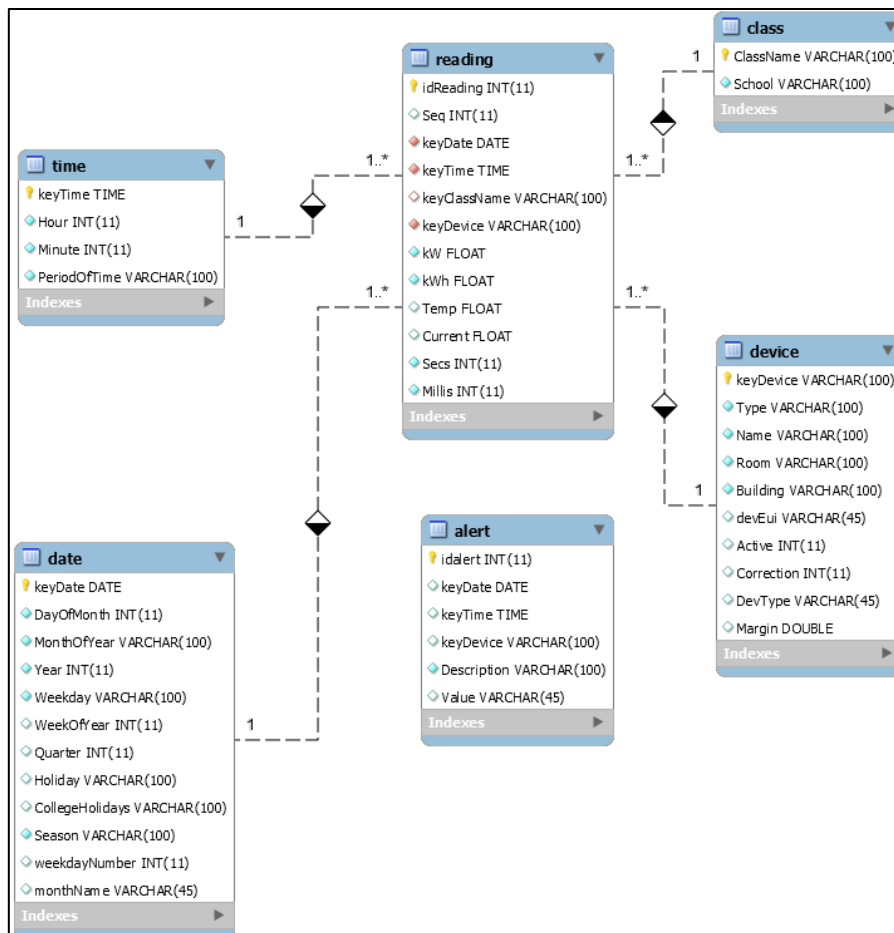 class
ClassName VARCHAR(100)
School VARCHAR(100)
Indexes
1
reading
idReading INT(11)
Seq INT(11)
keyDate DATE
keyTime TIME
keyClassName VARCHAR(100)
keyDevice VARCHAR(100)
kW FLOAT
kWh FLOAT
Temp FLOAT
Current FLOAT
Secs INT(11)
Millis INT(11)
Indexes
1..*
1..*
1..*
1..*
time
keyTime TIME
Hour INT(11)
Minute INT(11)
PeriodOfTime VARCHAR(100)
Indexes
1
device
keyDevice VARCHAR(100)
Type VARCHAR(100)
Name VARCHAR(100)
Room VARCHAR(100)
Building VARCHAR(100)
devEui VARCHAR(45)
Active INT(11)
Correction INT(11)
DevType VARCHAR(45)
Margin DOUBLE
Indexes
1
alert
idalert INT(11)
keyDate DATE
keyTime TIME
keyDevice VARCHAR(100)
Description VARCHAR(100)
Value VARCHAR(45)
Indexes
date
keyDate DATE
DayOfMonth INT(11)
MonthOfYear VARCHAR(100)
Year INT(11)
Weekday VARCHAR(100)
WeekOfYear INT(11)
Quarter INT(11)
Holiday VARCHAR(100)
CollegeHolidays VARCHAR(100)
Season VARCHAR(100)
weekdayNumber INT(11)
monthName VARCHAR(45)
Indexes
1